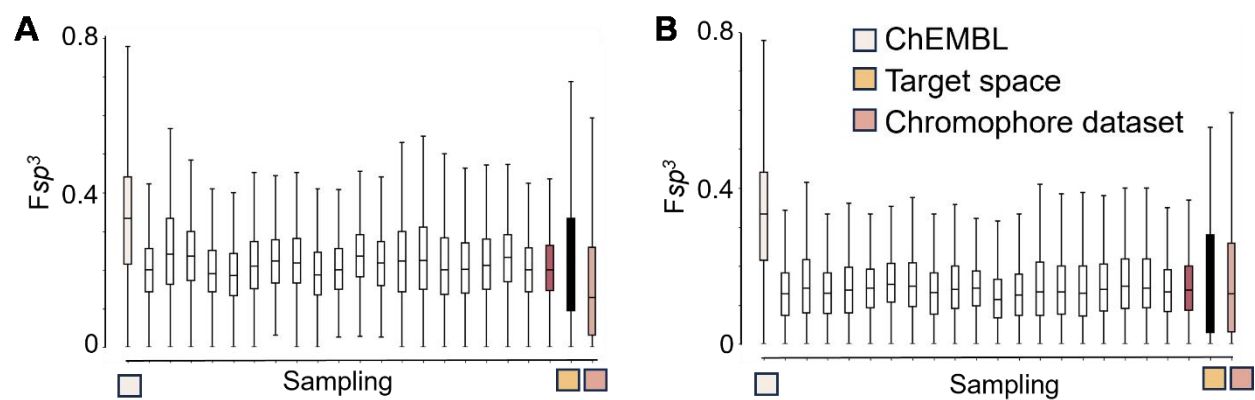 A
0.8
Fsp³
0.4
0
Sampling
B
0.8
ChEMBL
Target space
Chromophore dataset
Fsp³
0.4
0
Sampling